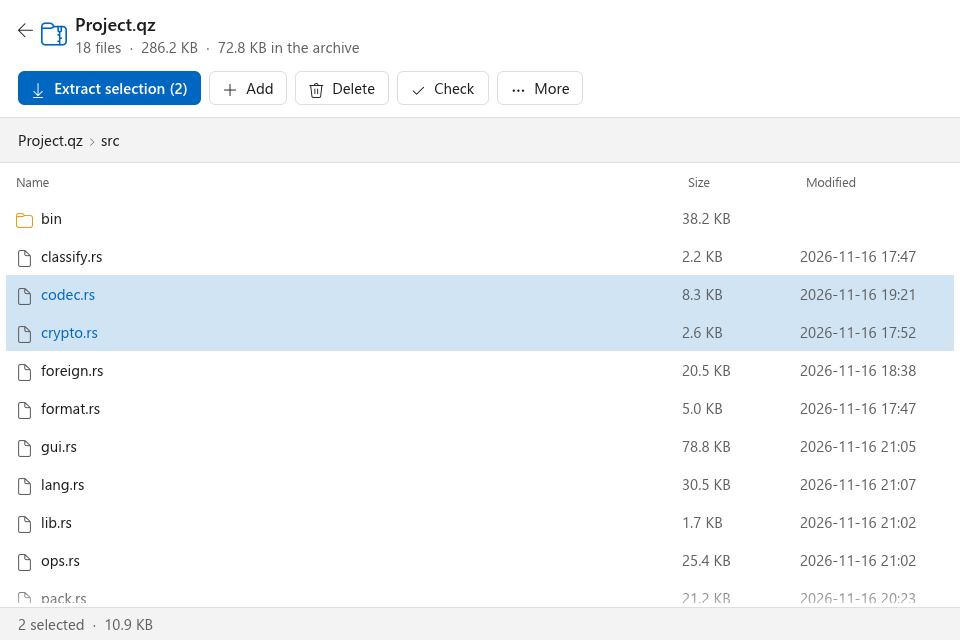 Project.qz
18 files · 286.2 KB · 72.8 KB in the archive
Extract selection (2) Add Delete Check More
Project.qz › src
Name Size Modified
bin 38.2 KB
classify.rs 2.2 KB 2026-11-16 17:47
codec.rs 8.3 KB 2026-11-16 19:21
crypto.rs 2.6 KB 2026-11-16 17:52
foreign.rs 20.5 KB 2026-11-16 18:38
format.rs 5.0 KB 2026-11-16 17:47
gui.rs 78.8 KB 2026-11-16 21:05
lang.rs 30.5 KB 2026-11-16 21:07
lib.rs 1.7 KB 2026-11-16 21:02
ops.rs 25.4 KB 2026-11-16 21:02
pack.rs 21.2 KB 2026-11-16 20:23
2 selected · 10.9 KB